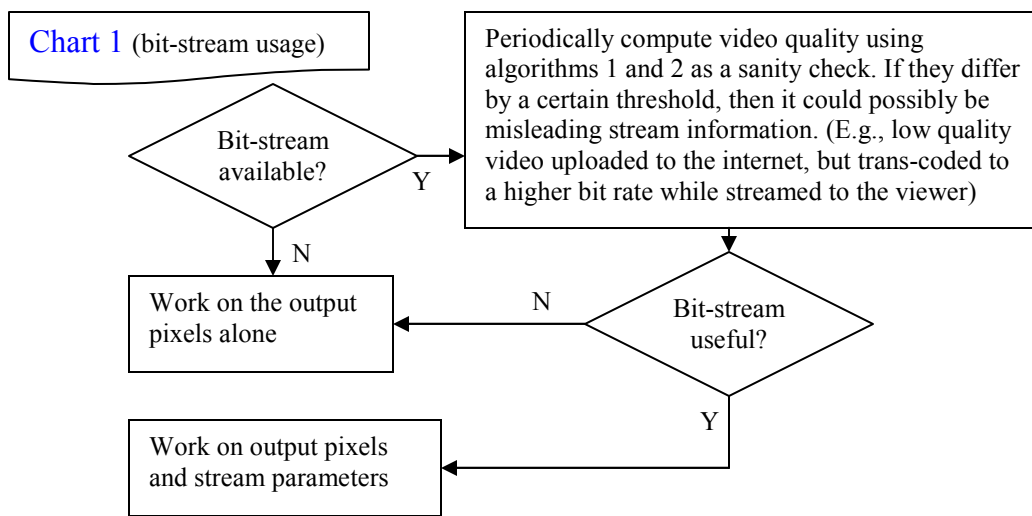 Chart 1 (bit-stream usage)
Periodically compute video quality using
algorithms 1 and 2 as a sanity check. If they differ
by a certain threshold, then it could possibly be
misleading stream information. (E.g., low quality
video uploaded to the internet, but trans-coded to
a higher bit rate while streamed to the viewer)
Bit-stream
available?
Y
N
Work on the output
pixels alone
N
Bit-stream
useful?
Y
Work on output pixels
and stream parameters